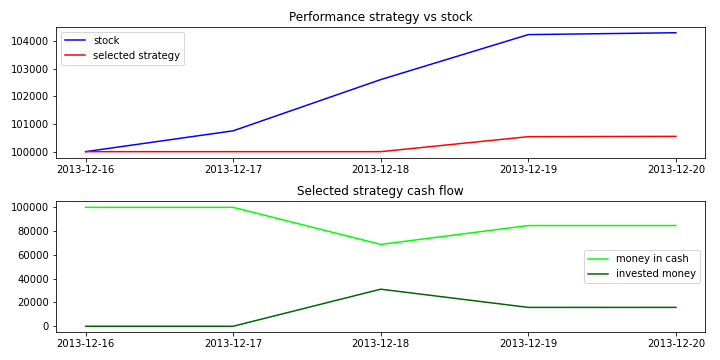 Performance strategy vs stock
104000
103000
102000
101000
100000
stock
selected strategy
2013-12-16 2013-12-17 2013-12-18 2013-12-19 2013-12-20
Selected strategy cash flow
100000
80000
60000
40000
20000
0
money in cash
invested money
2013-12-16 2013-12-17 2013-12-18 2013-12-19 2013-12-20